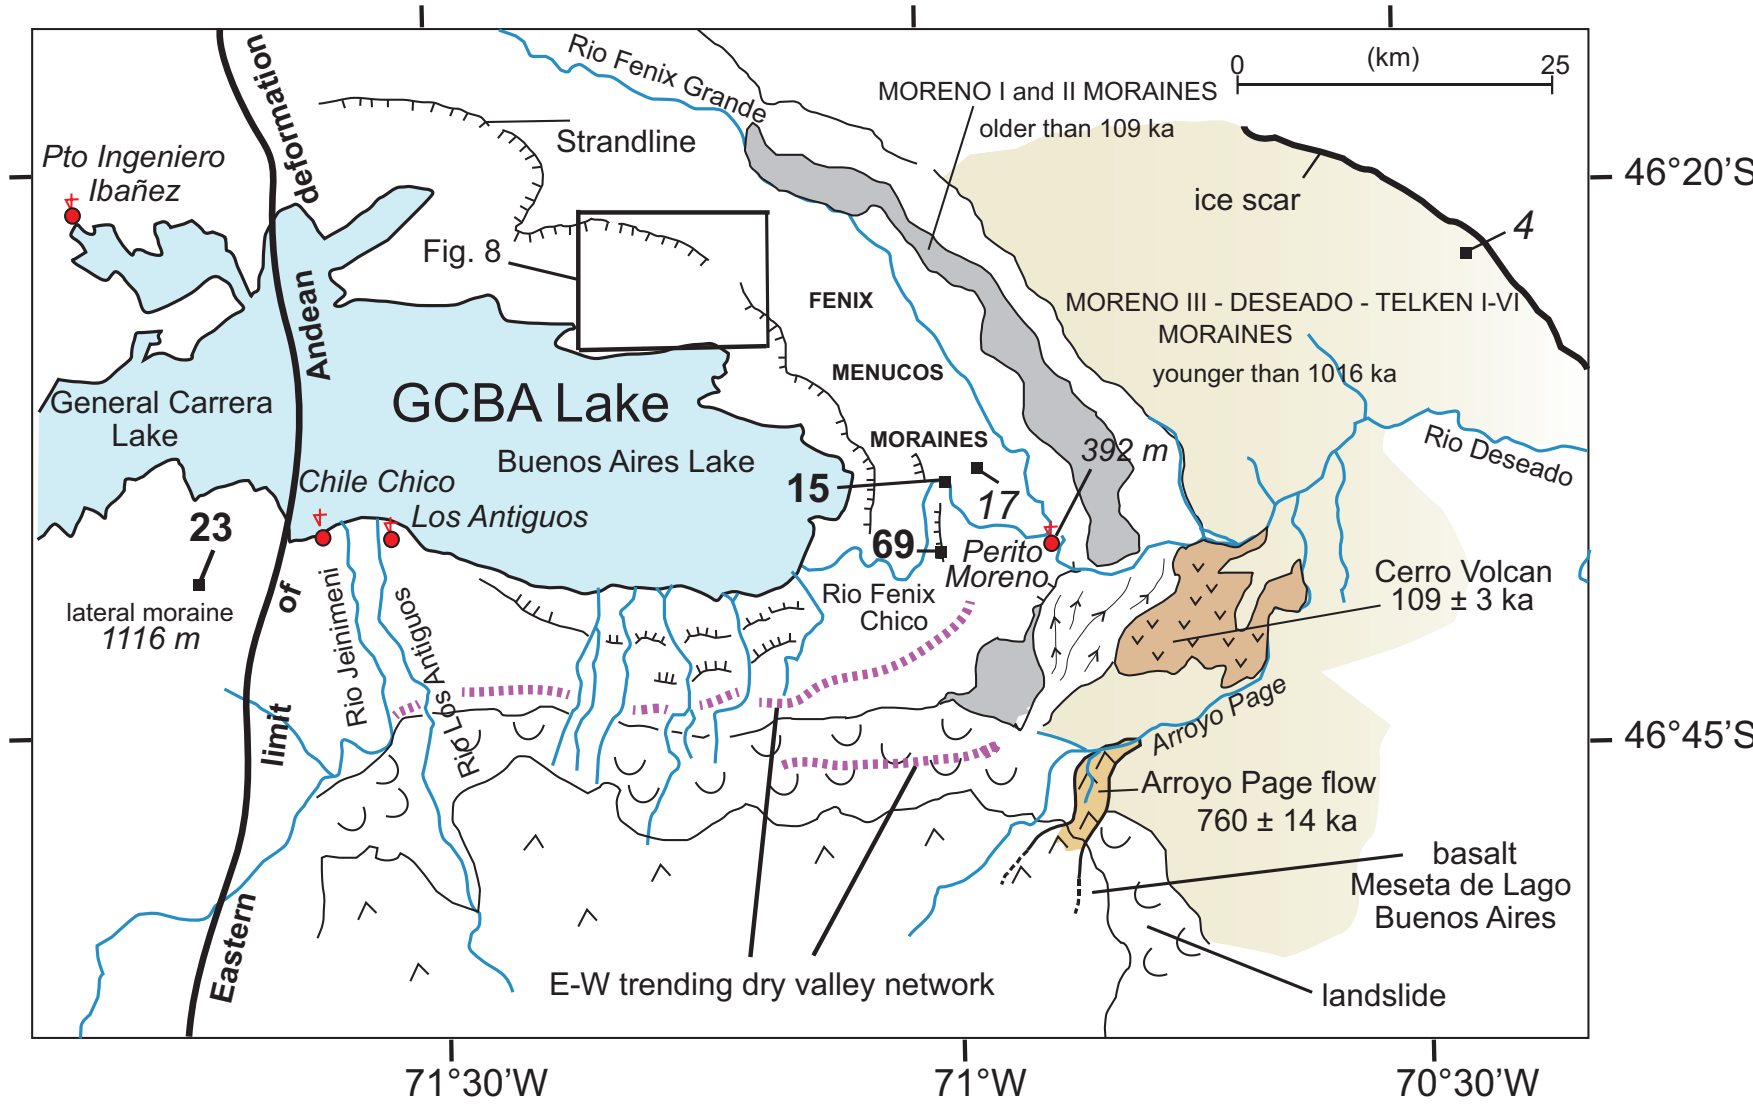 Rio Fenix Grande
0
(km)
25
MORENO I and II MORAINES
older than 109 ka
deformation
Strandline
Pto Ingeniero
Ibañez
46°20'S
ice scar
4
Fig. 8
Andean
FENIX
MORENO III - DESEADO - TELKEN I-VI
MORAINES
younger than 1016 ka
MENUCOS
General Carrera
Lake
GCBA Lake
Buenos Aires Lake
MORAINES
392 m
Rio Deseado
Chile Chico
Los Antiguos
15
17
23
69
Perito
Moreno
lateral moraine
1116 m
of
Rio Jeinimeni
Rio Los Antiguos
Rio Fenix
Chico
Cerro Volcan
109 ± 3 ka
limit
Arroyo Page
46°45'S
Arroyo Page flow
760 ± 14 ka
basalt
Meseta de Lago
Buenos Aires
Eastern
E-W trending dry valley network
landslide
71°30'W
71°W
70°30'W